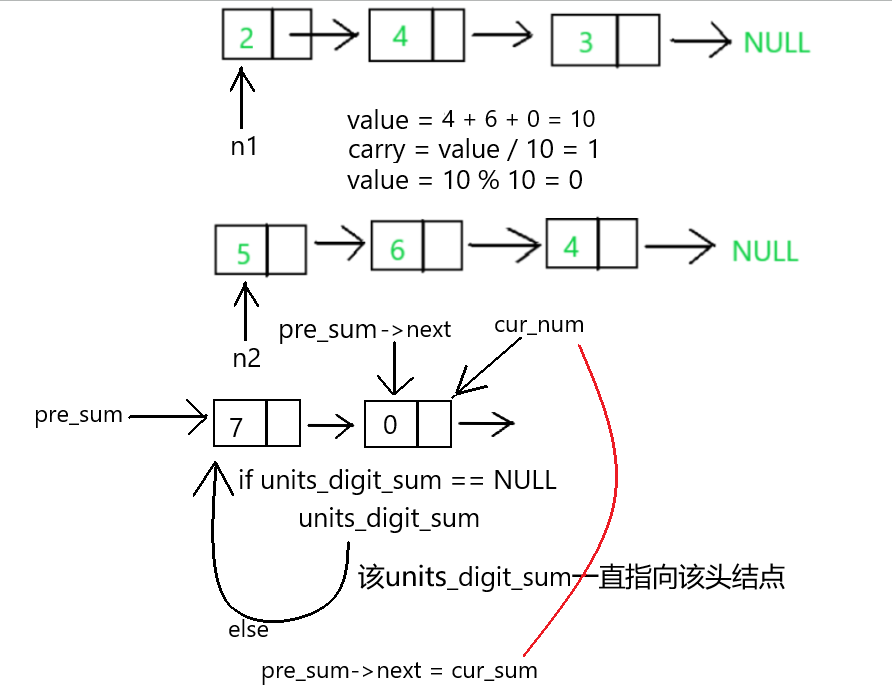 2 4 3 NULL
n1
value = 4 + 6 + 0 = 10
carry = value / 10 = 1
value = 10 % 10 = 0
5 6 4 NULL
n2
pre_sum->next
cur_num
pre_sum
7 0
if units_digit_sum == NULL
units_digit_sum
该units_digit_sum一直指向该头结点
else
pre_sum->next = cur_sum